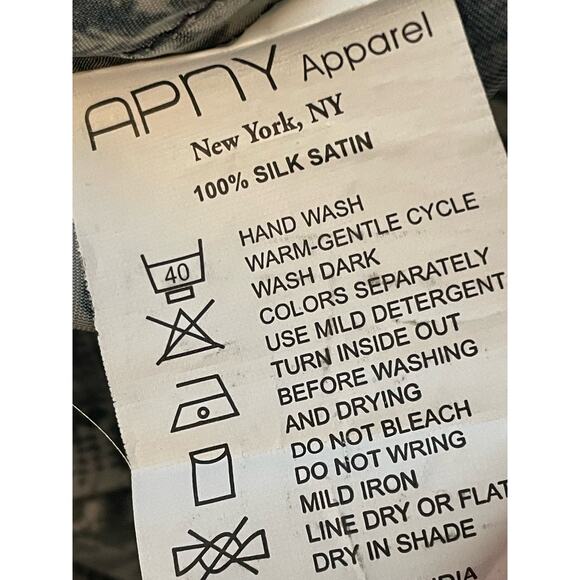 APNY Apparel
New York, NY
100% SILK SATIN
HAND WASH
WARM-GENTLE CYCLE
WASH DARK
COLORS SEPARATELY
USE MILD DETERGENT
TURN INSIDE OUT
BEFORE WASHING
AND DRYING
DO NOT BLEACH
DO NOT WRING
MILD IRON
LINE DRY OR FLAT
DRY IN SHADE
40